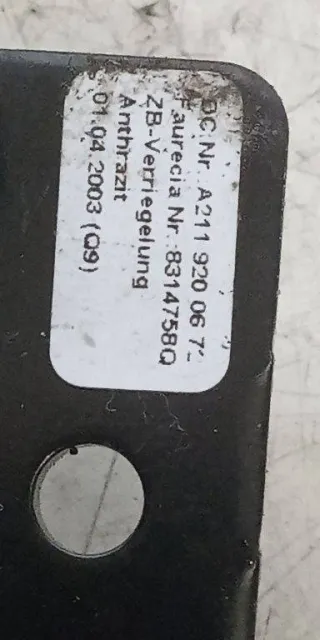 DC Nr. A211 920 06 7
Faurecia Nr.:8314758Q
ZB-Verriegelung
Anthrazit
01.04.2003 (Q9)